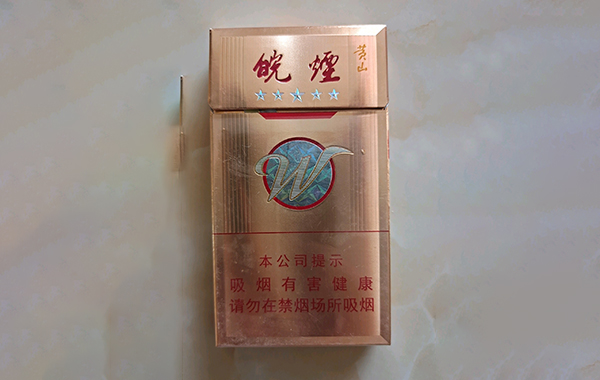 皖煙 黄山
W
本公司提示
吸烟有害健康
请勿在禁烟场所吸烟